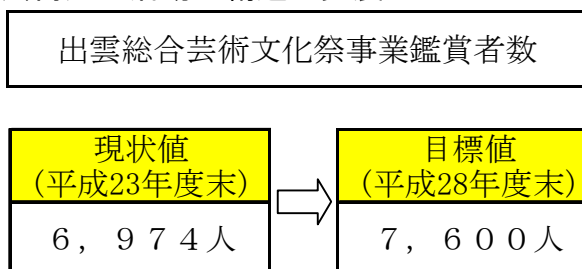 出雲総合芸術文化祭事業鑑賞者数
現状値
(平成23年度末)
目標値
(平成28年度末)
６，９７４人
７，６００人